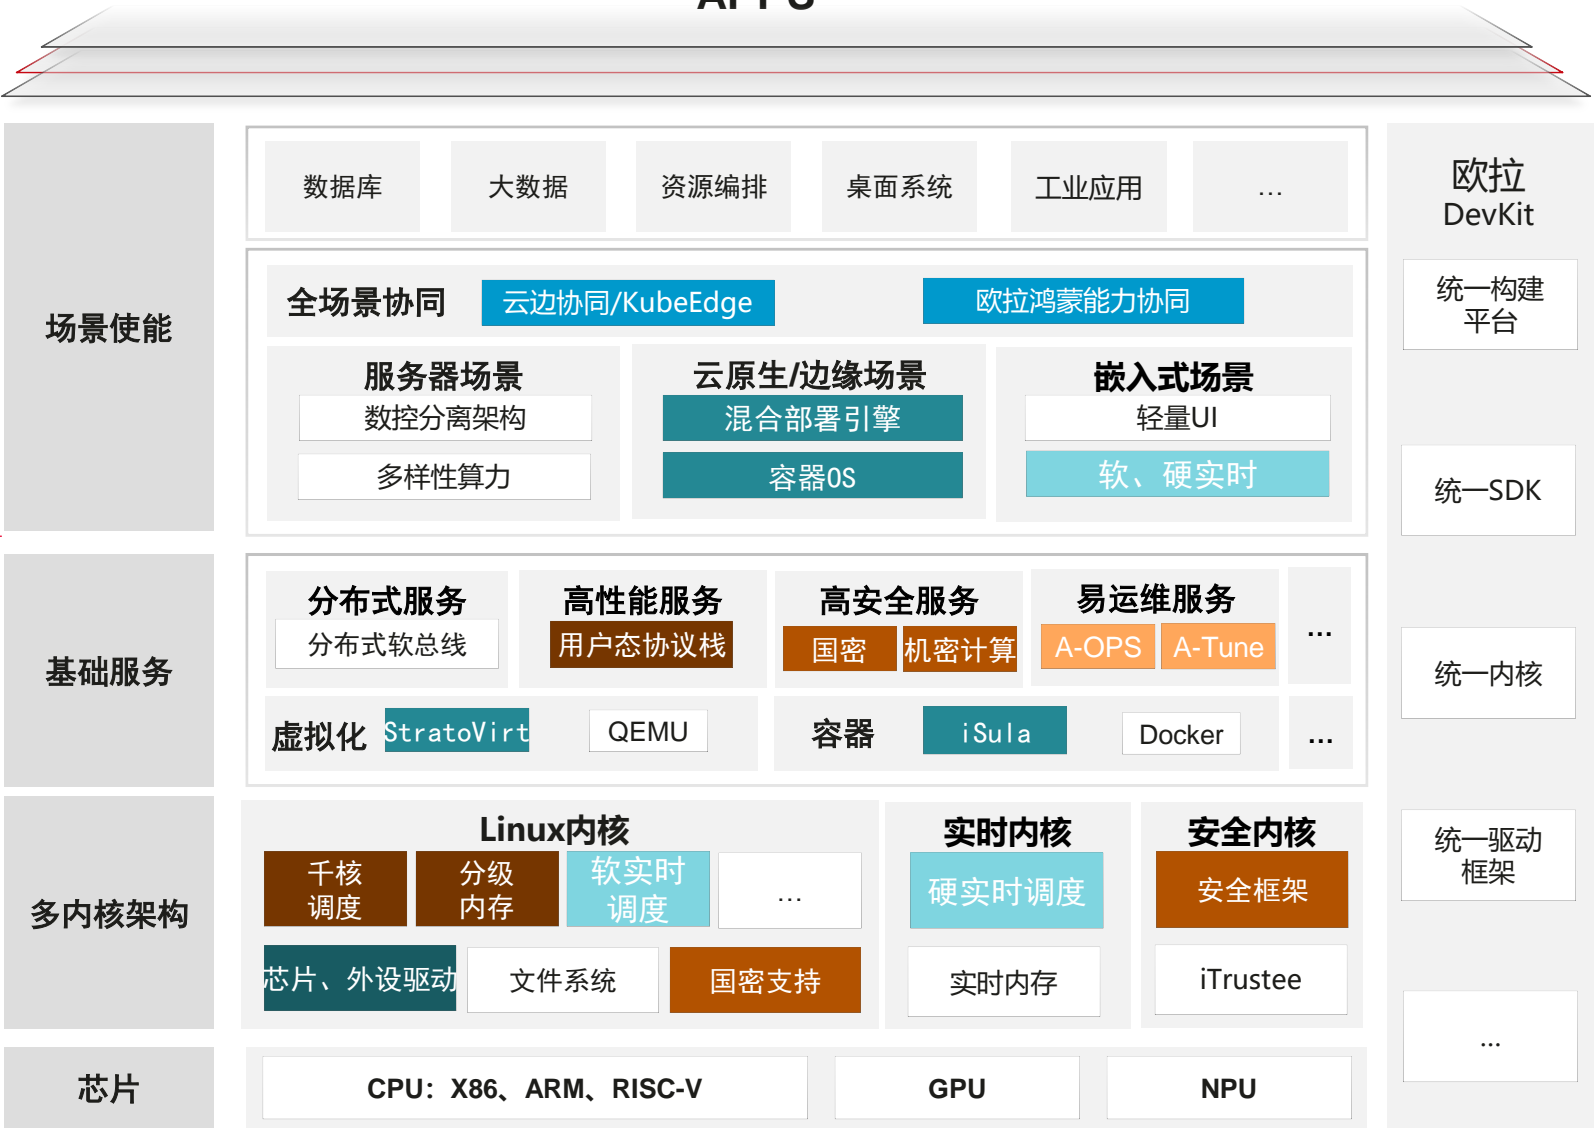 场景使能
数据库
大数据
资源编排
桌面系统
工业应用
...
全场景协同
云边协同/KubeEdge
欧拉鸿蒙能力协同
服务器场景
数控分离架构
多样性算力
云原生/边缘场景
混合部署引擎
容器OS
嵌入式场景
轻量UI
软、硬实时
基础服务
分布式服务
分布式软总线
高性能服务
用户态协议栈
高安全服务
国密
机密计算
易运维服务
A-OPS
A-Tune
...
虚拟化
StratoVirt
QEMU
容器
iSula
Docker
...
多内核架构
Linux内核
千核
调度
分级
内存
软实时
调度
...
芯片、外设驱动
文件系统
国密支持
实时内核
硬实时调度
实时内存
安全内核
安全框架
iTrustee
芯片
CPU：X86、ARM、RISC-V
GPU
NPU
欧拉
DevKit
统一构建
平台
统一SDK
统一内核
统一驱动
框架
...